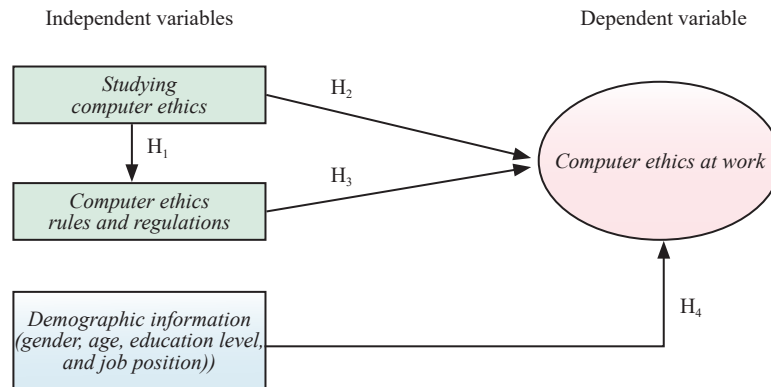 Independent variables
Dependent variable
Studying
computer ethics
H₁
Computer ethics
rules and regulations
H₂
H₃
Computer ethics at work
Demographic information
(gender, age, education level,
and job position))
H₄